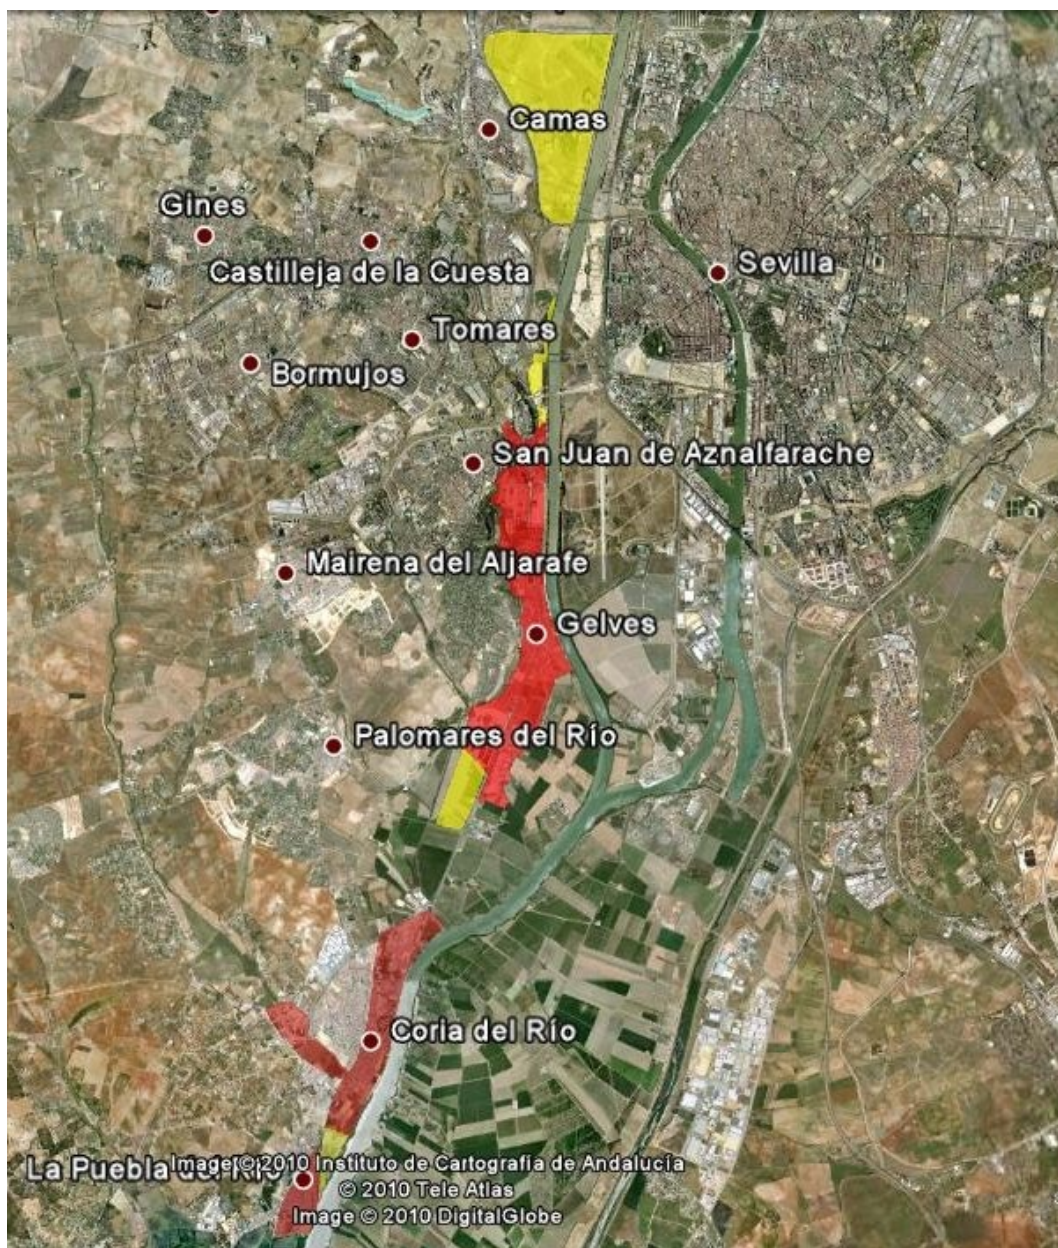 Camas
Gines
Castilleja de la Cuesta
Sevilla
Tomares
Bormujos
San Juan de Aznalfarache
Mairena del Aljarafe
Gelves
Palomares del Río
Coria del Río
La Puebla del Río
Image © 2010 Instituto de Cartografía de Andalucía
© 2010 Tele Atlas
Image © 2010 DigitalGlobe